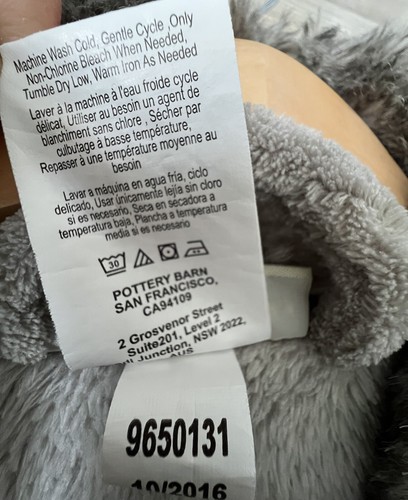 Machine Wash Cold, Gentle Cycle ,Only
Non-Chlorine Bleach When Needed,
Tumble Dry Low, Warm Iron As Needed
Laver à la machine à l'eau froide cycle
délicat, Utiliser au besoin un agent de
blanchiment sans chlore , Sécher par
culbutage à basse température,
Repasser à une température moyenne au
besoin
Lavar a máquina en agua fria, ciclo
delicado, Usar únicamente lejía sin cloro
si es necesario, Seca en secadora a
temperatura baja, Plancha a temperatura
media si es necesario
30
POTTERY BARN
SAN FRANCISCO,
CA94109
2 Grosvenor Street
Suite201, Level 2
Junction, NSW 2022,
AUS
9650131
10/2016